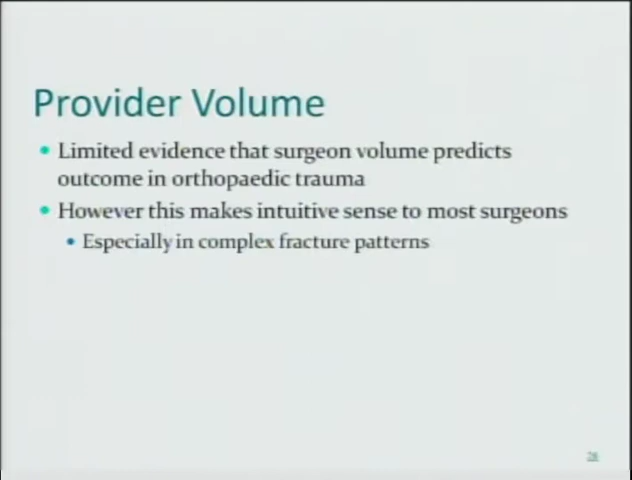 Provider Volume
Limited evidence that surgeon volume predicts
outcome in orthopaedic trauma
However this makes intuitive sense to most surgeons
Especially in complex fracture patterns